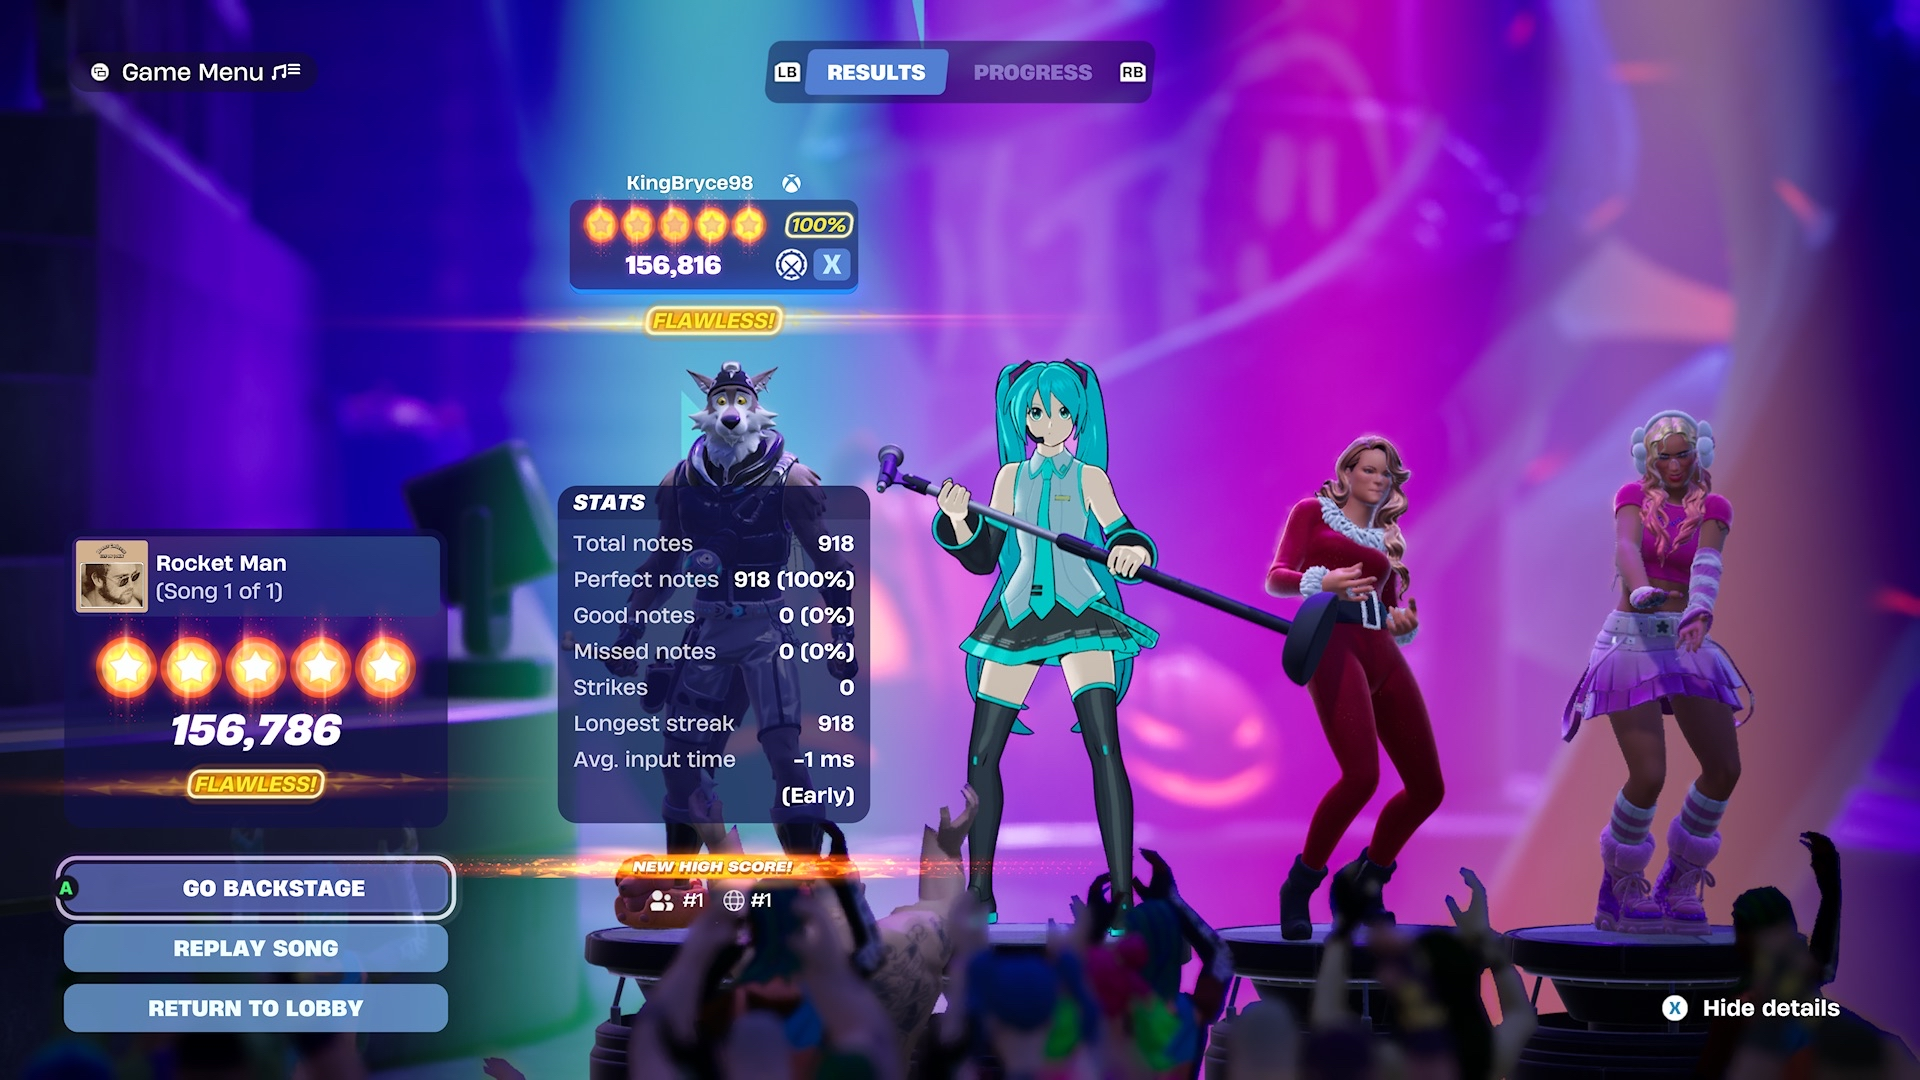 Game Menu
LB RESULTS PROGRESS RB
KingBryce98
100%
156,816
X
FLAWLESS!
STATS
Total notes 918
Perfect notes 918 (100%)
Good notes 0 (0%)
Missed notes 0 (0%)
Strikes 0
Longest streak 918
Avg. input time -1 ms
(Early)
NEW HIGH SCORE!
#1 #1
Rocket Man
(Song 1 of 1)
156,786
FLAWLESS!
A GO BACKSTAGE
REPLAY SONG
RETURN TO LOBBY
X Hide details